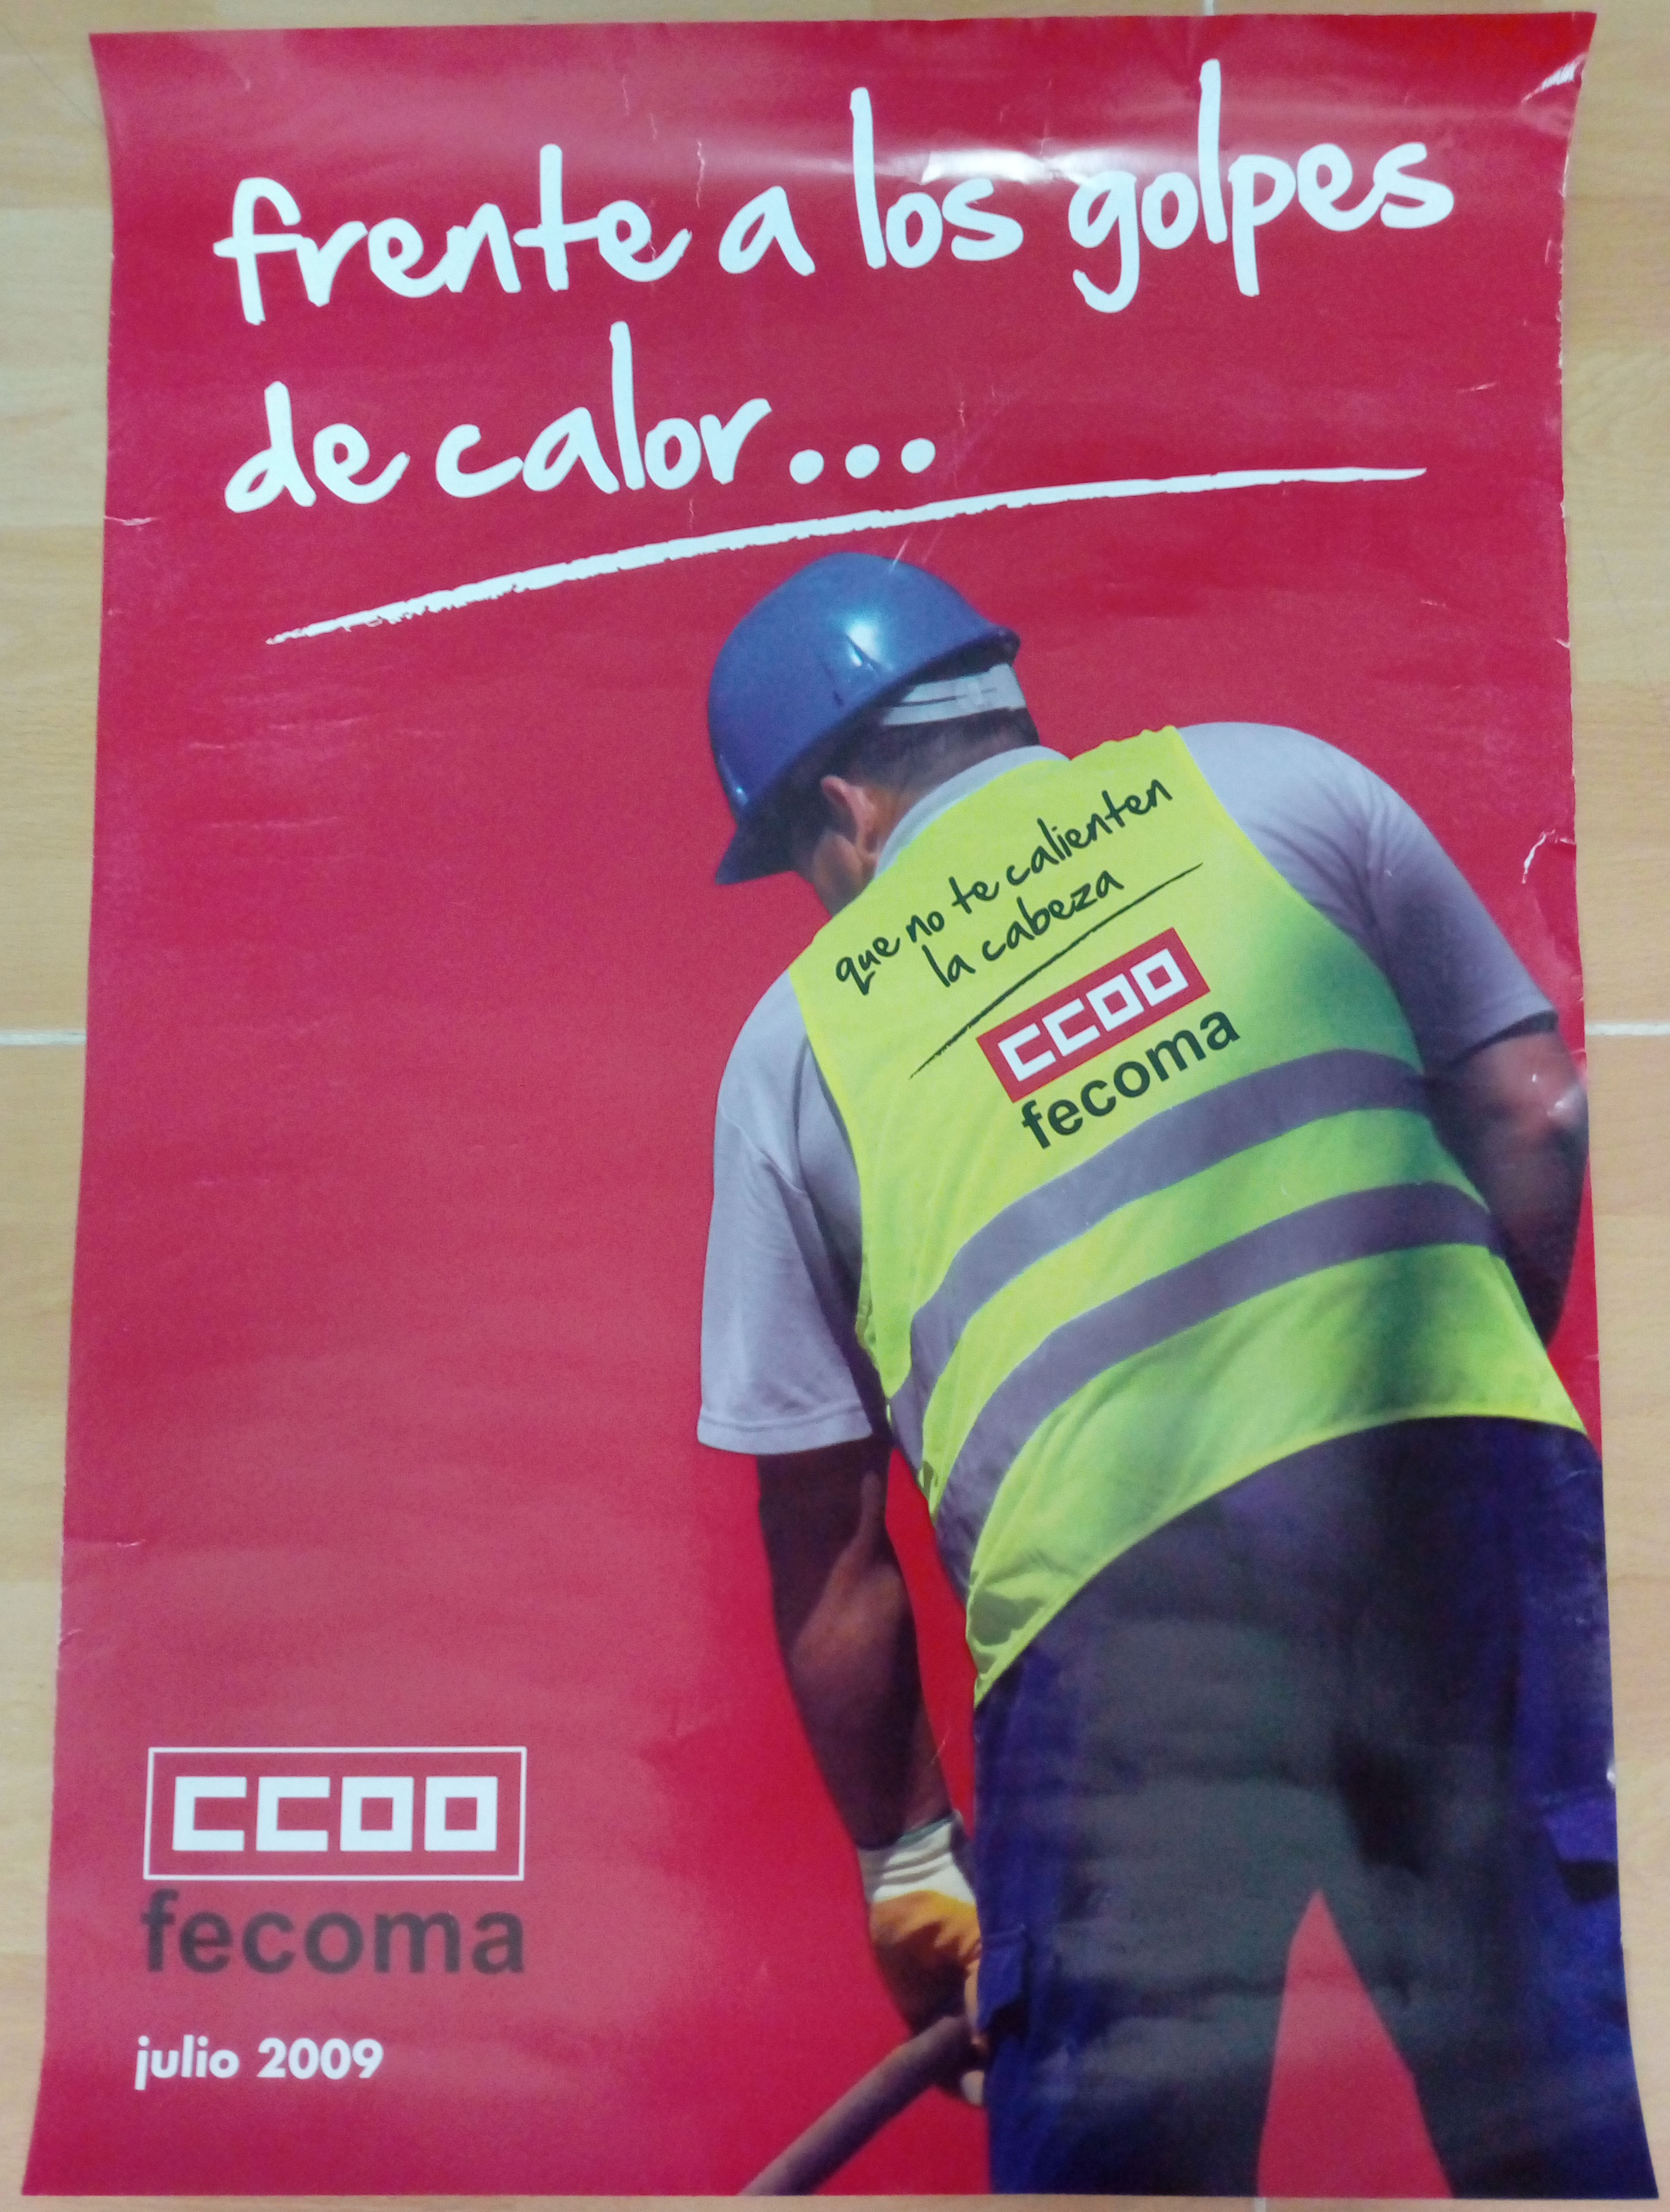 frente a los golpes
de calor...
que no te calienten
la cabeza
CCOO
fecoma
CCOO
fecoma
julio 2009